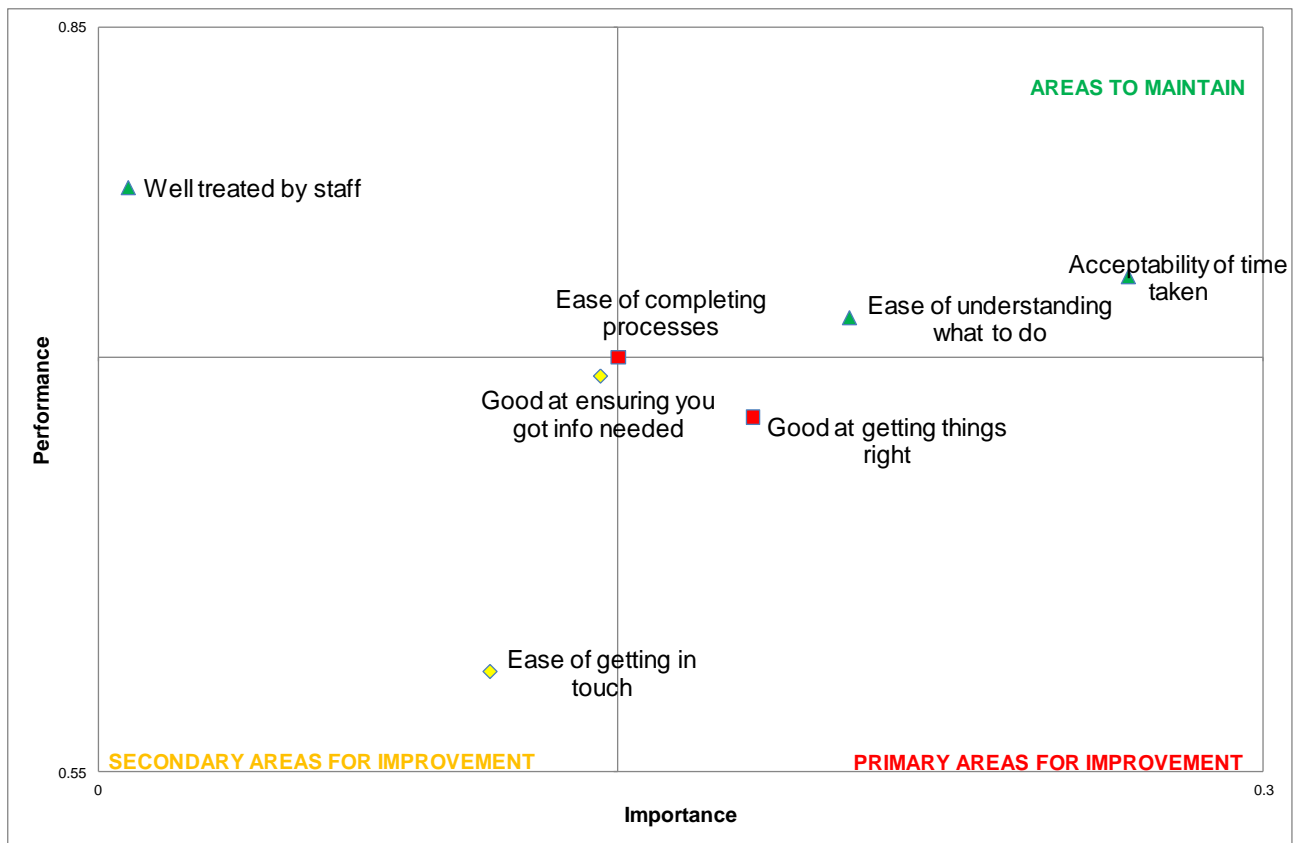 0.85
AREAS TO MAINTAIN
Well treated by staff
Acceptability of time
taken
Ease of completing
processes
Ease of understanding
what to do
Good at ensuring you
got info needed
Good at getting things
right
Performance
Ease of getting in
touch
SECONDARY AREAS FOR IMPROVEMENT
PRIMARY AREAS FOR IMPROVEMENT
0.55
0
0.3
Importance